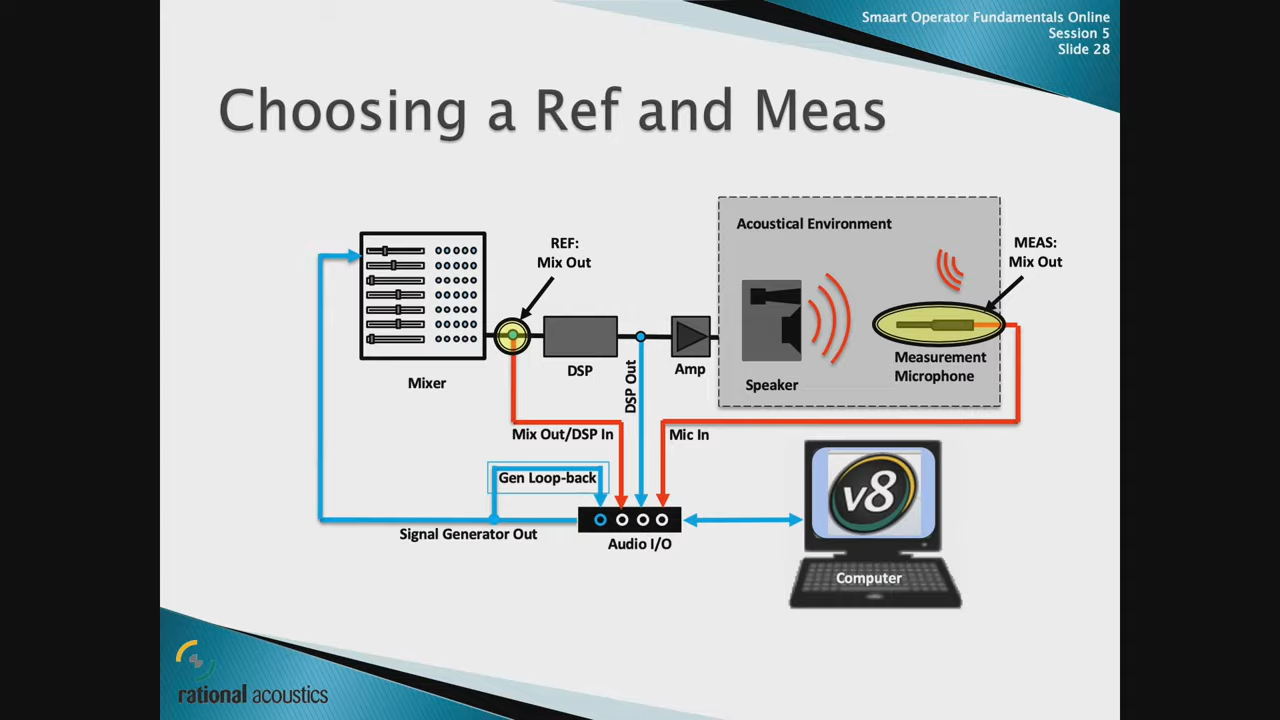 Smaart Operator Fundamentals Online
Session 5
Slide 28
Choosing a Ref and Meas
Acoustical Environment
REF:
Mix Out
MEAS:
Mix Out
Mixer
DSP
DSP Out
Amp
Speaker
Measurement
Microphone
Mix Out/DSP In
Mic In
Gen Loop-back
Signal Generator Out
Audio I/O
v8
Computer
rational acoustics